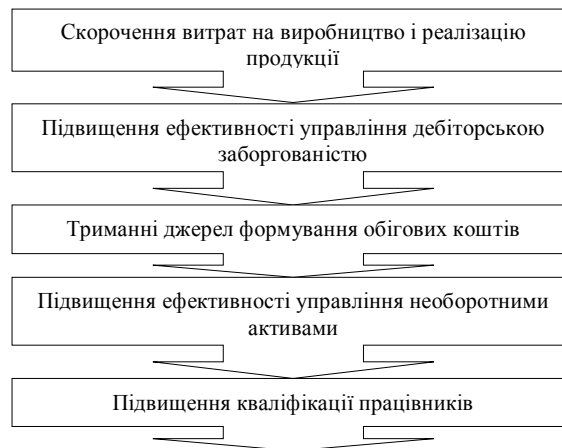 Скорочення витрат на виробництво і реалізацію
продукції
Підвищення ефективності управління дебіторською
заборгованістю
Триманні джерел формування обігових коштів
Підвищення ефективності управління необоротними
активами
Підвищення кваліфікації працівників